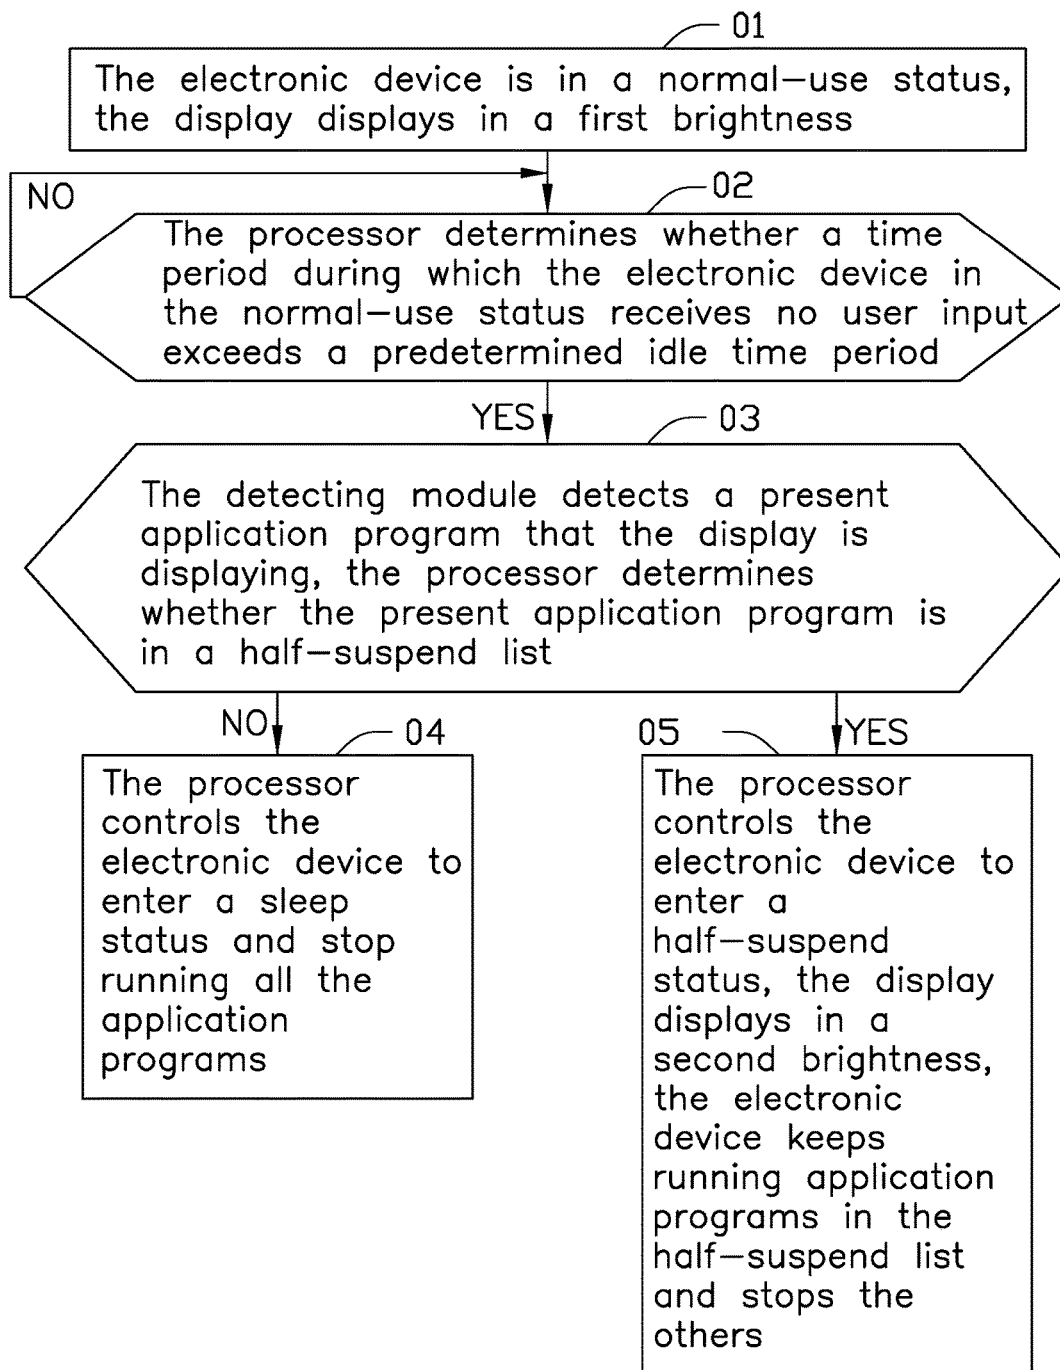 01
The electronic device is in a normal-use status,
the display displays in a first brightness
NO
02
The processor determines whether a time
period during which the electronic device in
the normal-use status receives no user input
exceeds a predetermined idle time period
YES
03
The detecting module detects a present
application program that the display is
displaying, the processor determines
whether the present application program is
in a half-suspend list
NO
04
The processor
controls the
electronic device to
enter a sleep
status and stop
running all the
application
programs
05
YES
The processor
controls the
electronic device to
enter a
half-suspend
status, the display
displays in a
second brightness,
the electronic
device keeps
running application
programs in the
half-suspend list
and stops the
others